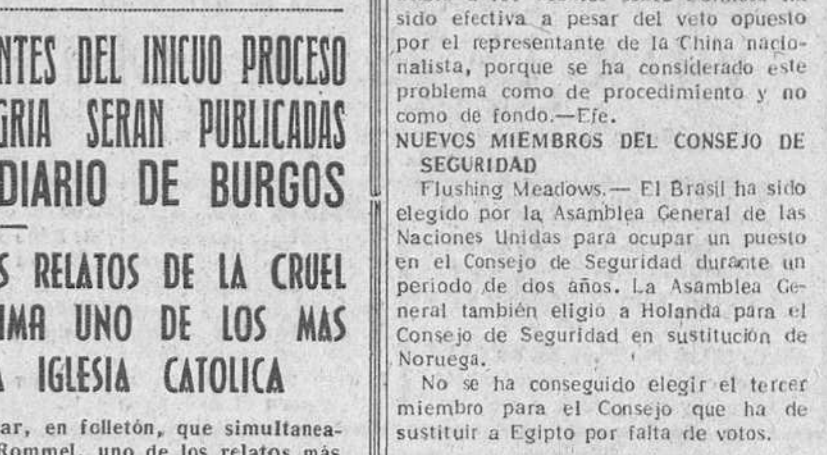 NTES DEL INICUO PROCESO
GRIA SERAN PUBLICADAS
DIARIO DE BURGOS
S RELATOS DE LA CRUEL
IMA UNO DE LOS MAS
A IGLESIA CATOLICA
ar, en folletón, que simultanea-
Rommel, uno de los relatos más
sido efectiva a pesar del veto opuesto
por el representante de la China nacio-
nalista, porque se ha considerado este
problema como de procedimiento y no
como de fondo.—Efe.
NUEVOS MIEMBROS DEL CONSEJO DE
SEGURIDAD
Flushing Meadows.— El Brasil ha sido
elegido por la Asamblea General de las
Naciones Unidas para ocupar un puesto
en el Consejo de Seguridad durante un
periodo de dos años. La Asamblea Ge-
neral también eligió a Holanda para el
Consejo de Seguridad en sustitución de
Noruega.
No se ha conseguido elegir el tercer
miembro para el Consejo que ha de
sustituir a Egipto por falta de votos.